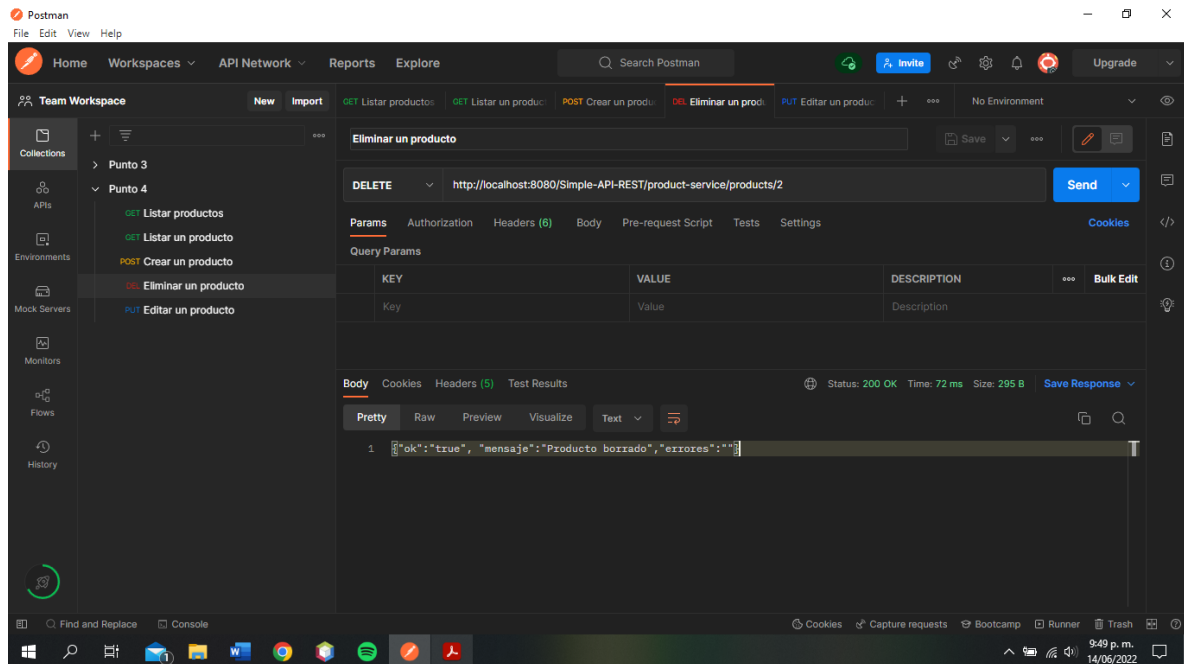 Postman
File Edit View Help
Home Workspaces API Network Reports Explore Search Postman Invite Upgrade
Team Workspace New Import GET Listar productos GET Listar un produc POST Crear un produ DEL Eliminar un produ PUT Editar un produc No Environment
Collections
APIs
Environments
Mock Servers
Monitors
Flows
History
Punto 3
Punto 4
GET Listar productos
GET Listar un producto
POST Crear un producto
DEL Eliminar un producto
PUT Editar un producto
Eliminar un producto Save
DELETE http://localhost:8080/Simple-API-REST/product-service/products/2 Send
Params Authorization Headers (6) Body Pre-request Script Tests Settings Cookies
Query Params
KEY VALUE DESCRIPTION Bulk Edit
Key Value Description
Body Cookies Headers (5) Test Results Status: 200 OK Time: 72 ms Size: 295 B Save Response
Pretty Raw Preview Visualize Text
1 {"ok":"true", "mensaje":"Producto borrado","errores":""}
Find and Replace Console Cookies Capture requests Bootcamp Runner Trash
1
9:49 p. m.
14/06/2022